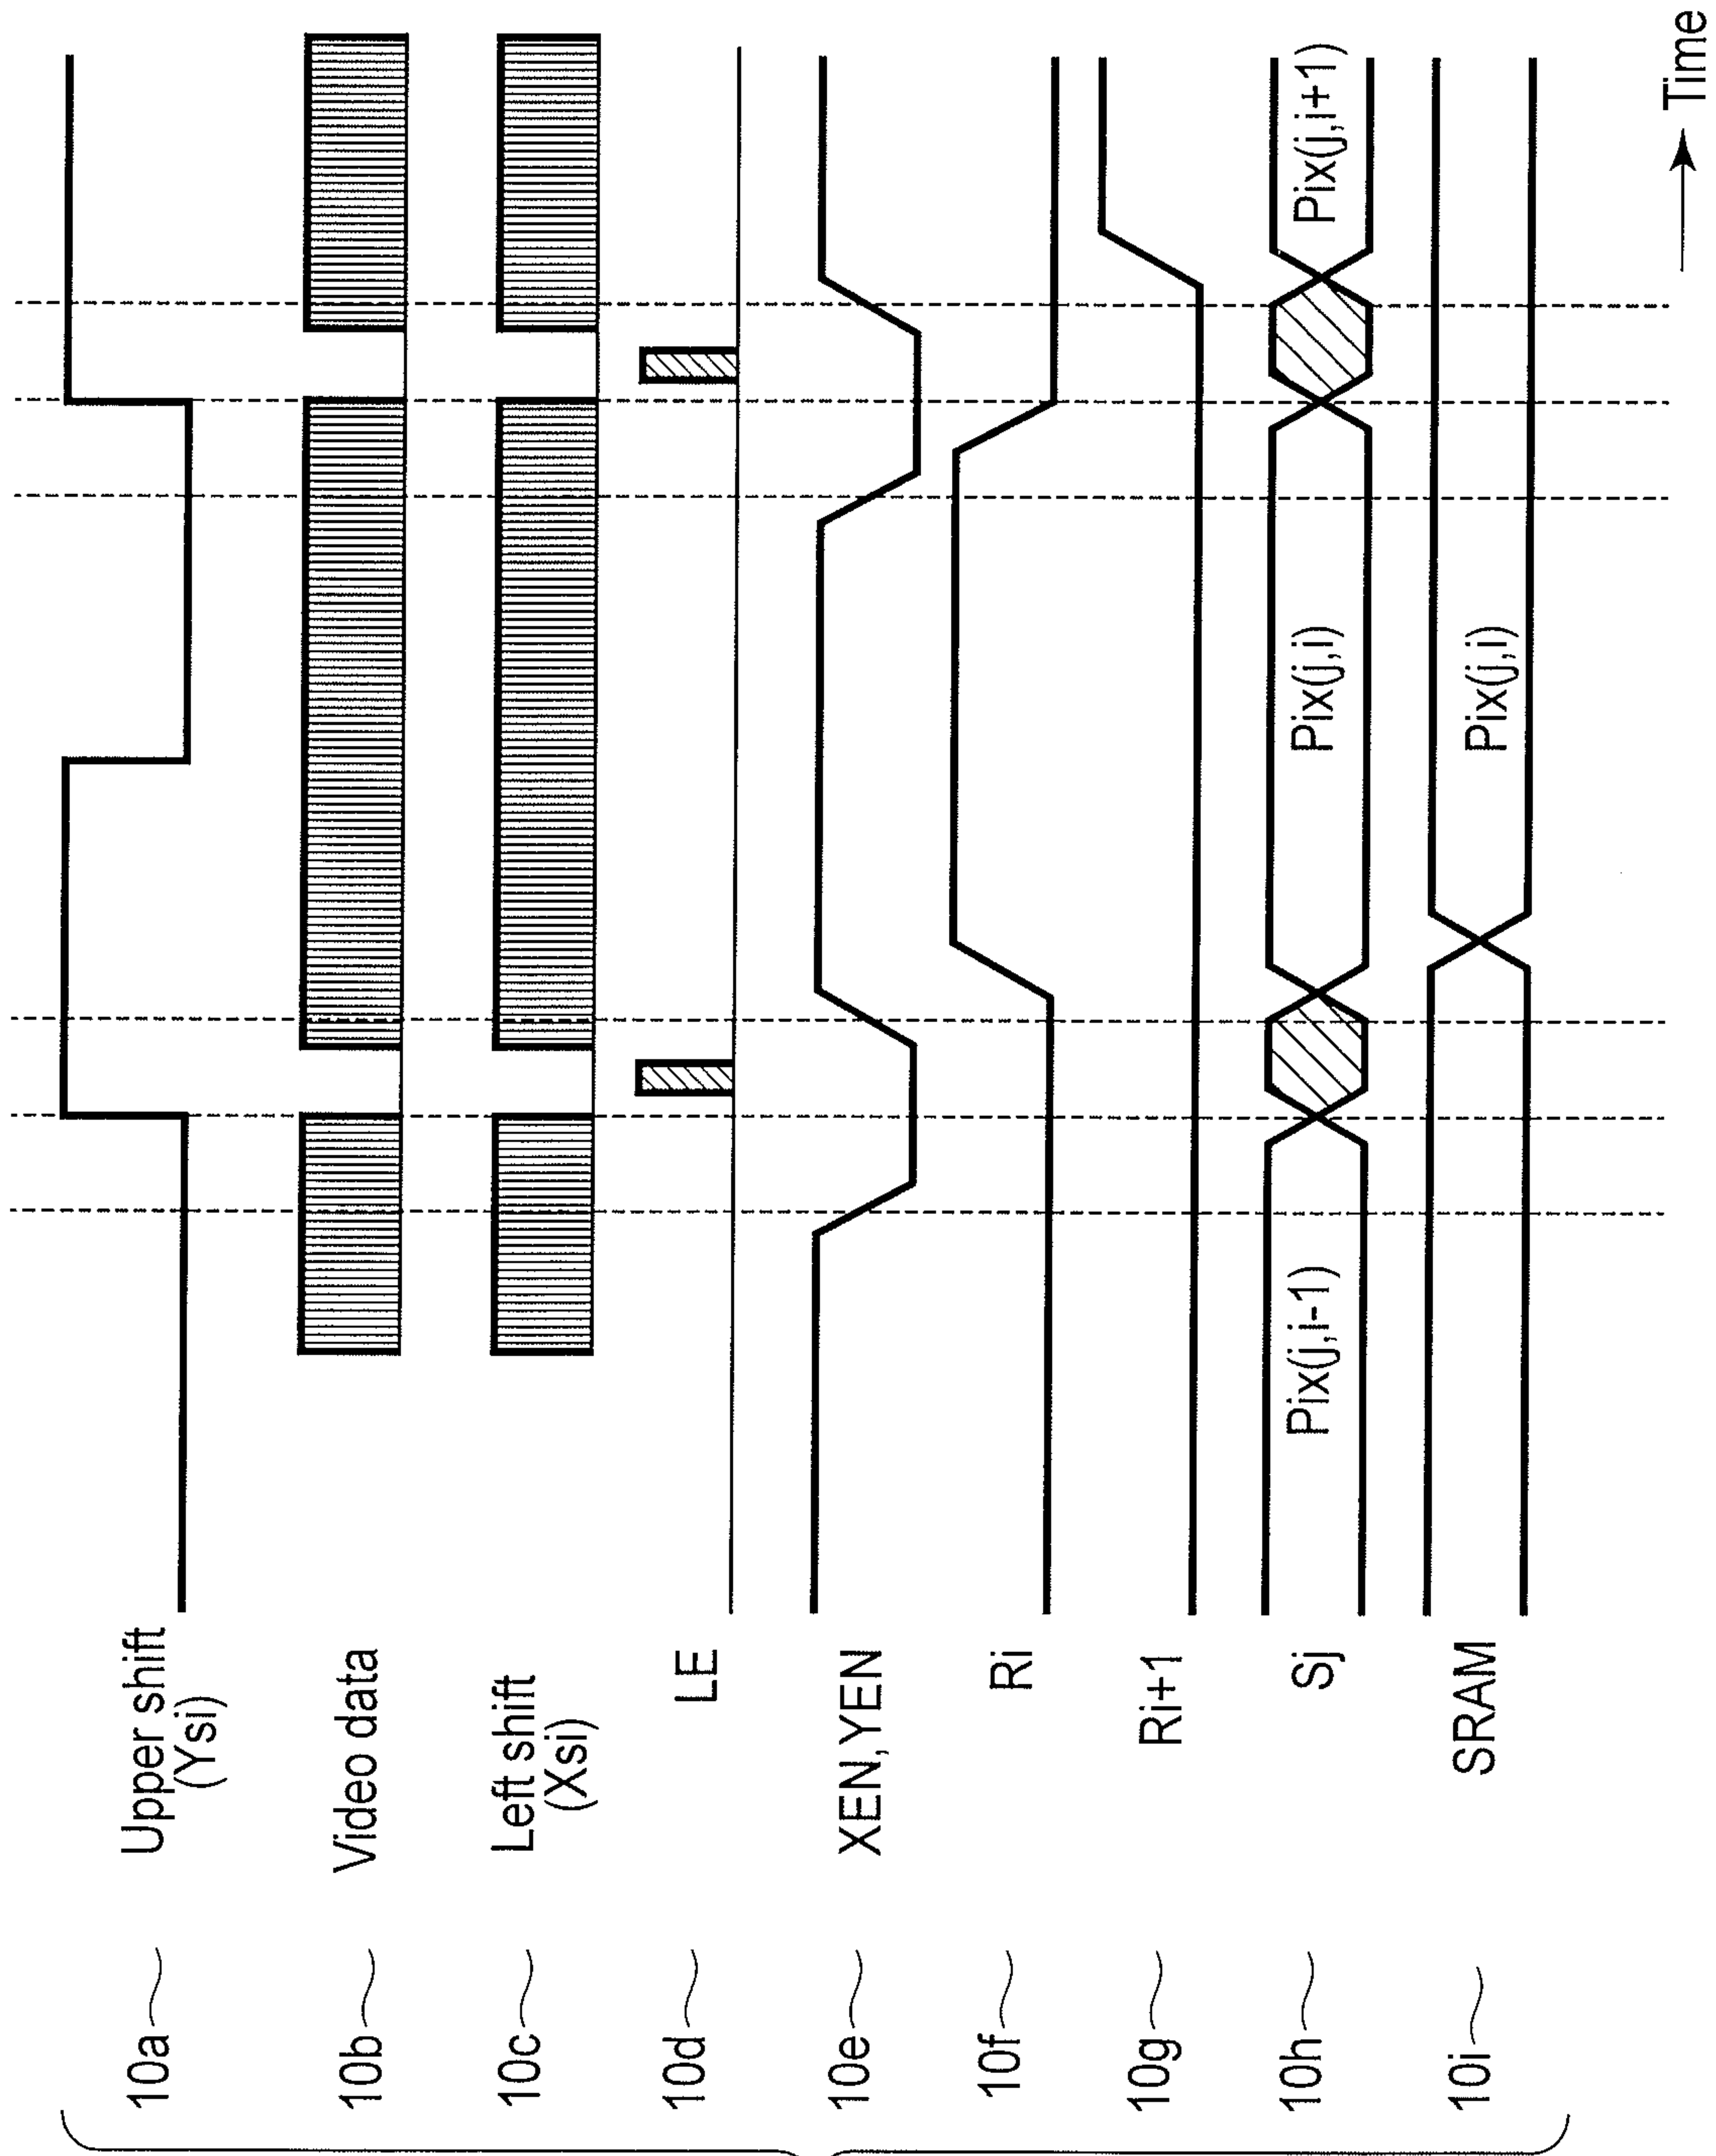 10a
Upper shift
(Ysi)
10b
Video data
10c
Left shift
(Xsi)
10d
LE
10e
XEN,YEN
10f
Ri
10g
Ri+1
10h
Sj
Pix(j,i-1)
Pix(j,i)
Pix(j,i+1)
10i
SRAM
Pix(j,i)
Time